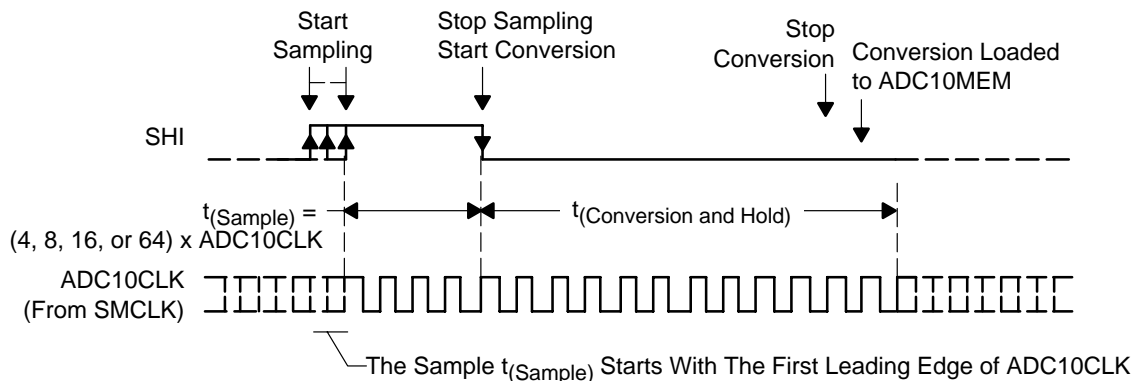 Start
Sampling
Stop Sampling
Start Conversion
Stop
Conversion
Conversion Loaded
to ADC10MEM
SHI
t(Sample) =
(4, 8, 16, or 64) x ADC10CLK
t(Conversion and Hold)
ADC10CLK
(From SMCLK)
The Sample t(Sample) Starts With The First Leading Edge of ADC10CLK